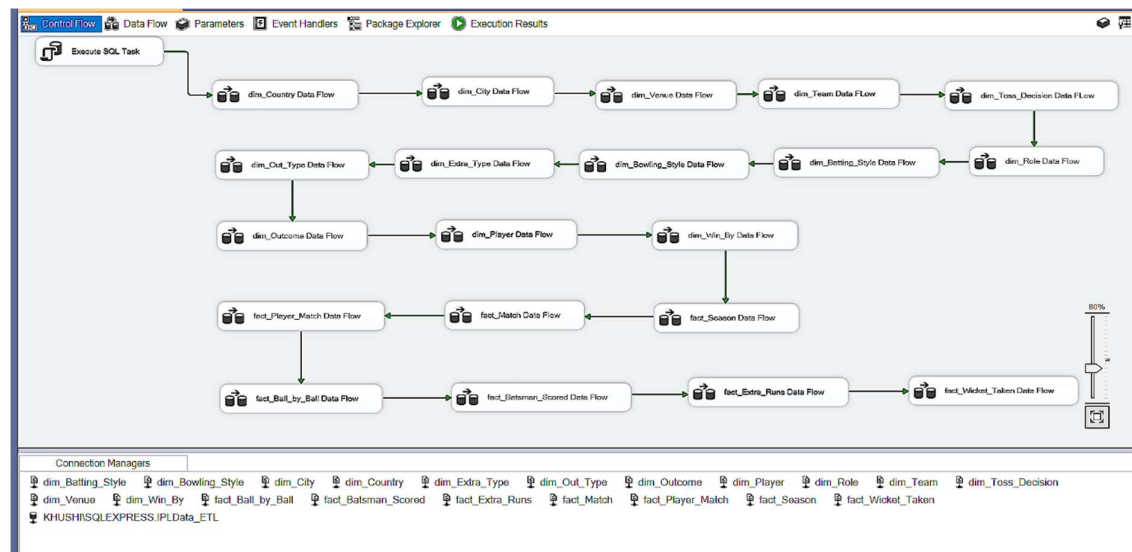 Control Flow Data Flow Parameters Event Handlers Package Explorer Execution Results
Execute SQL Task
dim_Country Data Flow dim_City Data Flow dim_Venue Data Flow dim_Team Data FLow dim_Toss_Decision Data FLow
dim_Out_Type Data Flow dim_Extra_Type Data Flow dim_Bowling_Style Data Flow dim_Batting_Style Data Flow dim_Role Data Flow
dim_Outcome Data Flow dim_Player Data Flow dim_Win_By Data Flow
fact_Player_Match Data Flow fact_Match Data Flow fact_Season Data Flow
80%
fact_Ball_by_Ball Data Flow fact_Batsman_Scored Data Flow fact_Extra_Runs Data Flow fact_Wicket_Taken Data Flow
Connection Managers
dim_Batting_Style dim_Bowling_Style dim_City dim_Country dim_Extra_Type dim_Out_Type dim_Outcome dim_Player dim_Role dim_Team dim_Toss_Decision
dim_Venue dim_Win_By fact_Ball_by_Ball fact_Batsman_Scored fact_Extra_Runs fact_Match fact_Player_Match fact_Season fact_Wicket_Taken
KHUSHI\SQLEXPRESS.IPLData_ETL